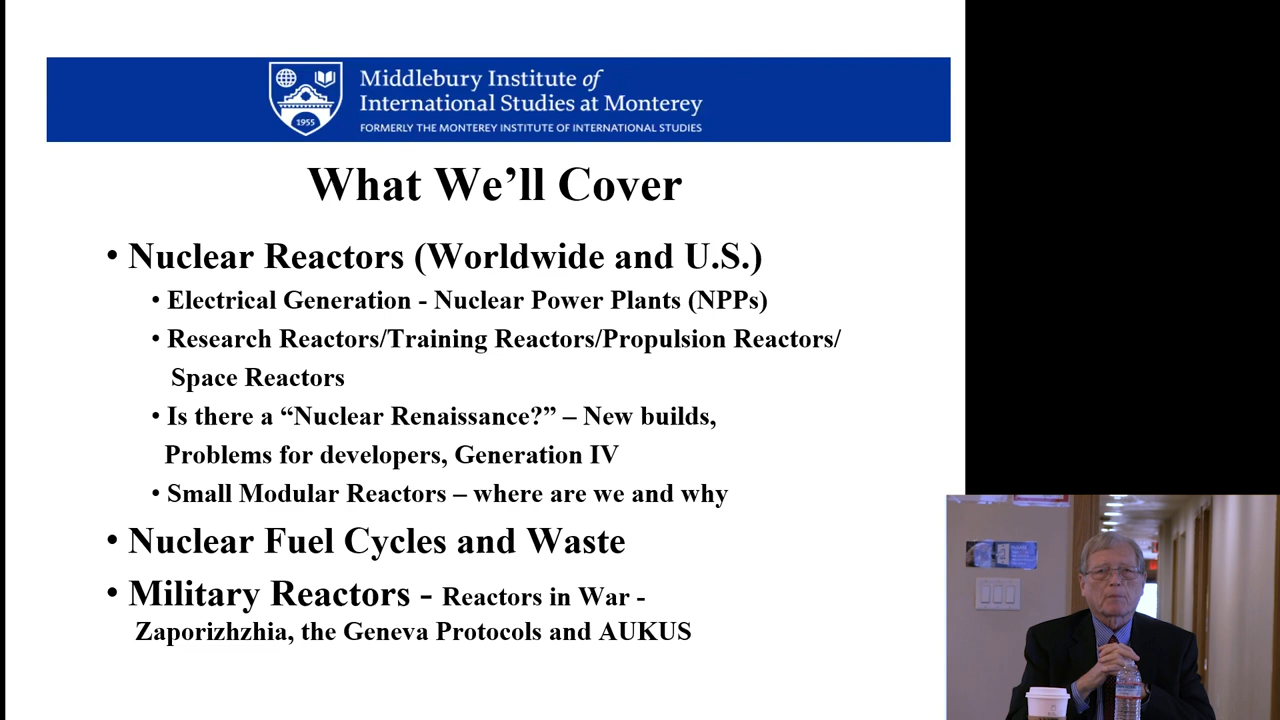 1955
Middlebury Institute of
International Studies at Monterey
FORMERLY THE MONTEREY INSTITUTE OF INTERNATIONAL STUDIES
What We’ll Cover
• Nuclear Reactors (Worldwide and U.S.)
• Electrical Generation - Nuclear Power Plants (NPPs)
• Research Reactors/Training Reactors/Propulsion Reactors/
Space Reactors
• Is there a “Nuclear Renaissance?” – New builds,
Problems for developers, Generation IV
• Small Modular Reactors – where are we and why
• Nuclear Fuel Cycles and Waste
• Military Reactors - Reactors in War -
Zaporizhzhia, the Geneva Protocols and AUKUS